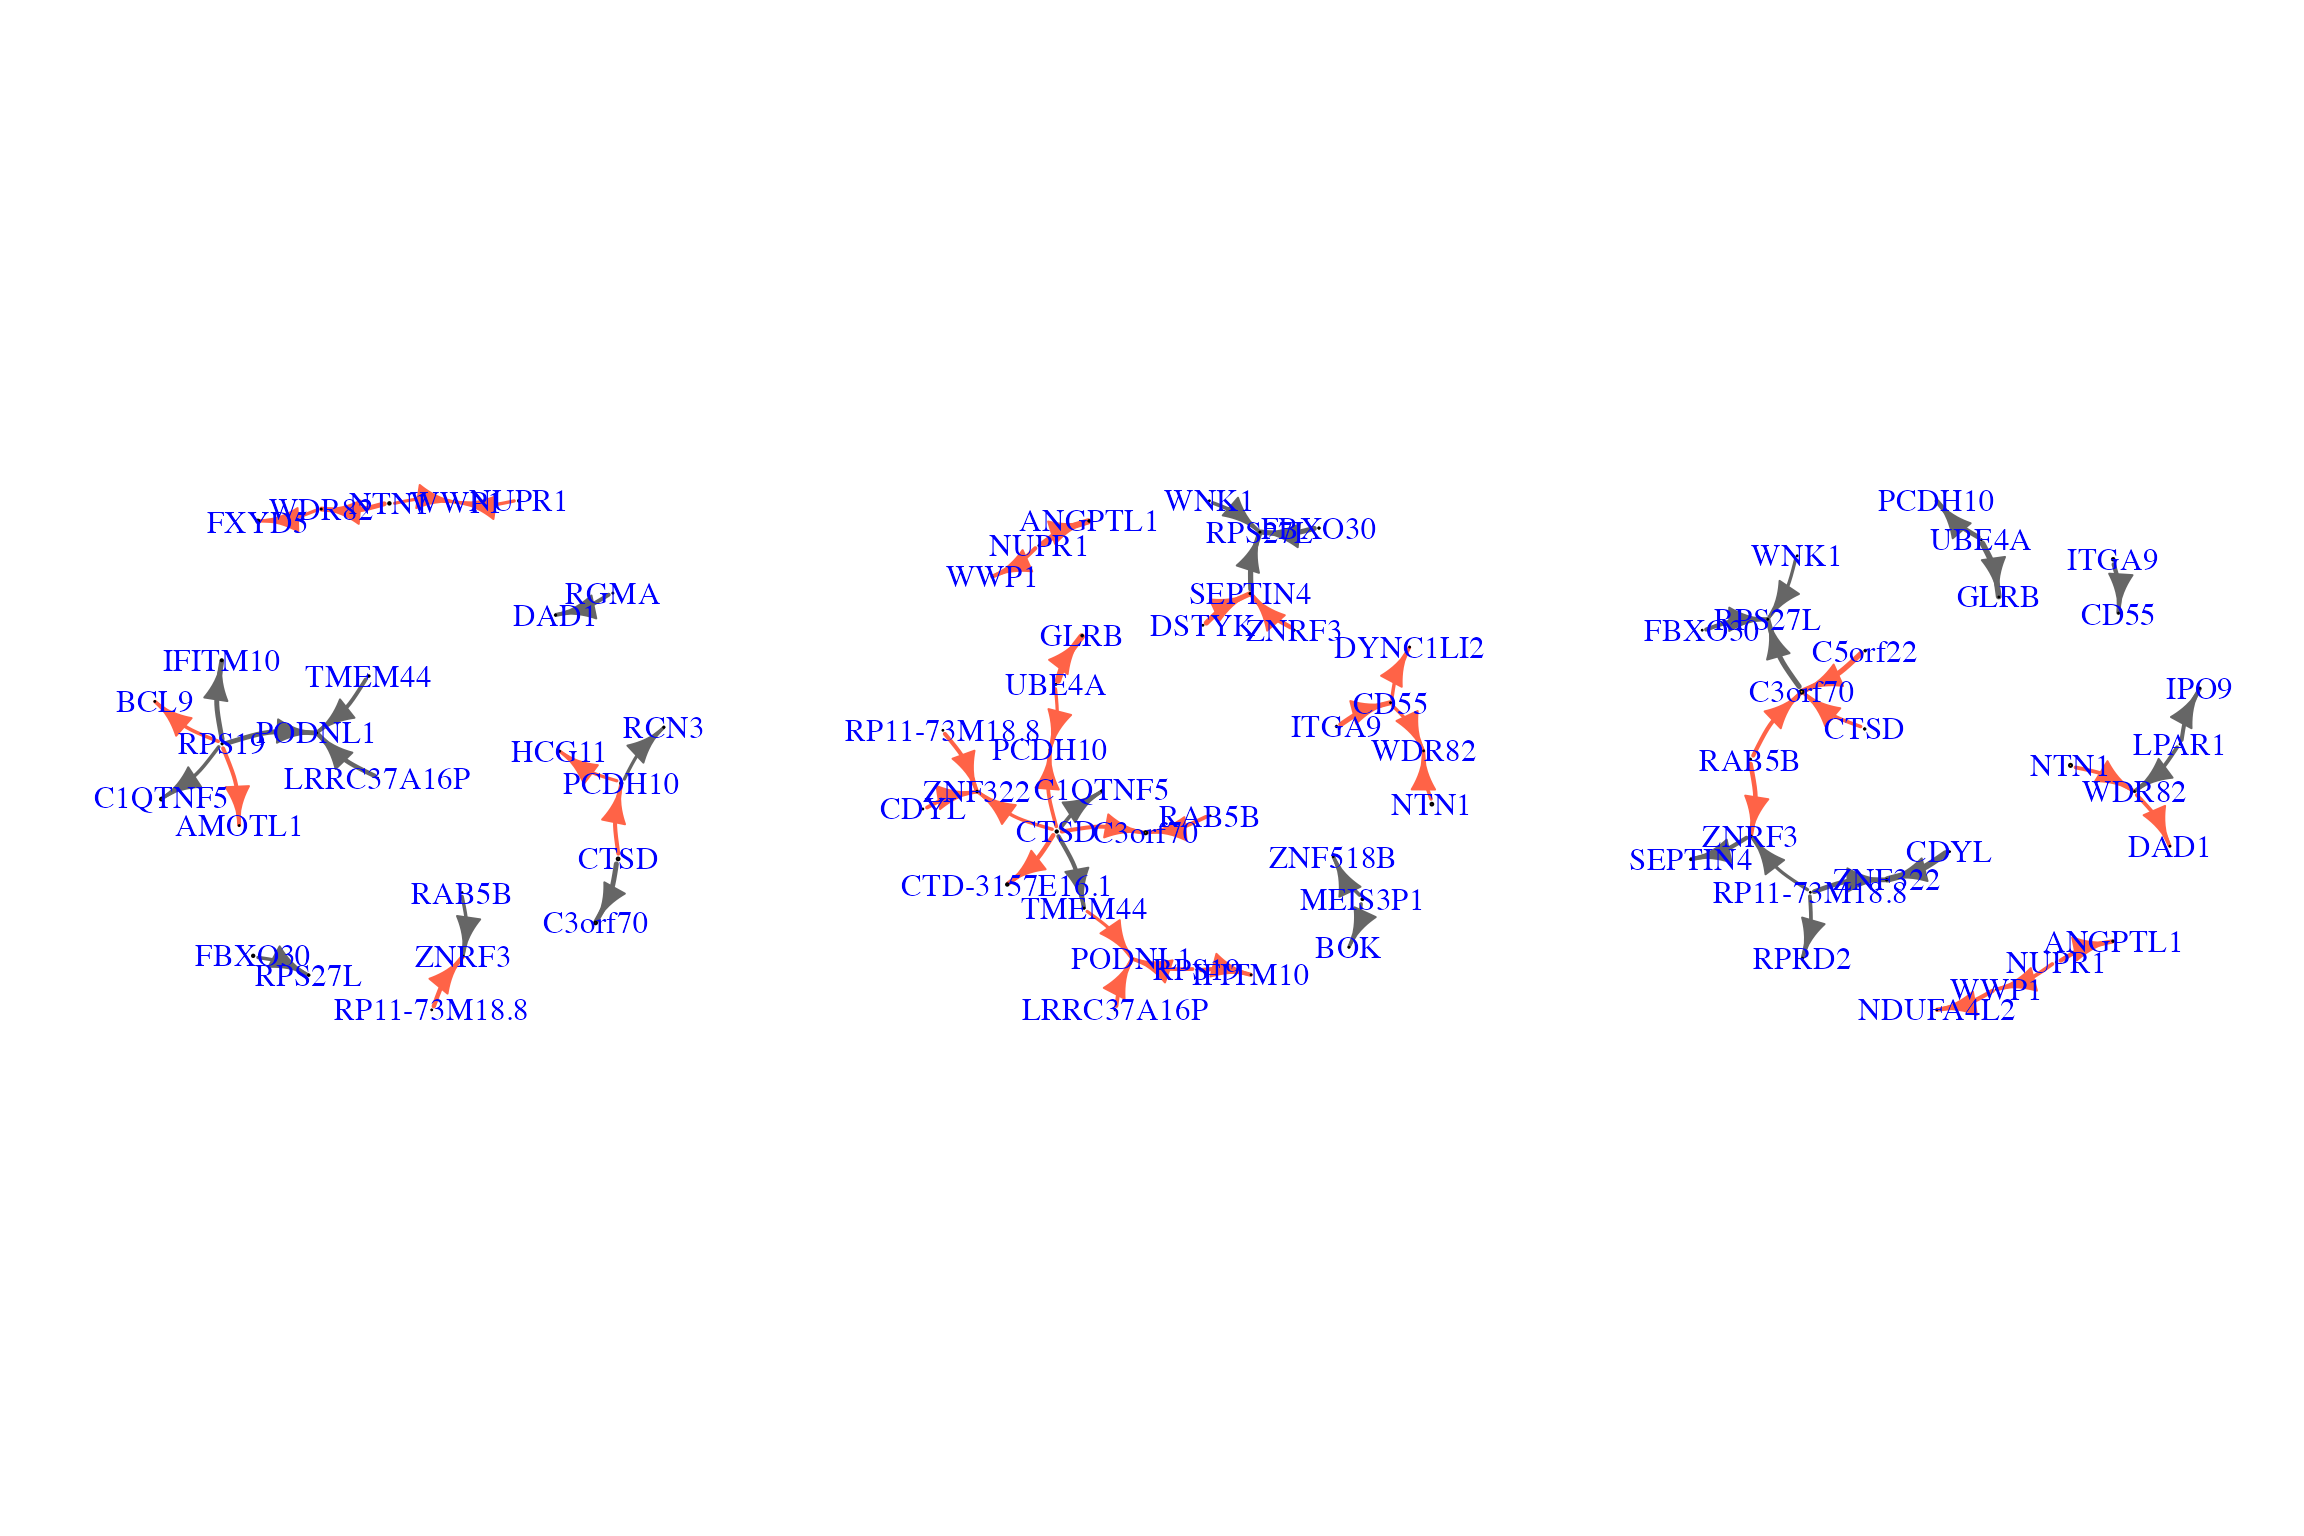 FXYD5
WDR82
NTN1
WWP1
NUPR1
RGMA
DAD1
IFITM10
TMEM44
BCL9
PODNL1
RPS19
LRRC37A16P
C1QTNF5
AMOTL1
RCN3
HCG11
PCDH10
CTSD
RAB5B
C3orf70
FBXO30
RPS27L
ZNRF3
RP11-73M18.8
WNK1
ANGPTL1
RPS27L
FBXO30
NUPR1
WWP1
SEPTIN4
DSTYK
ZNRF3
GLRB
DYNC1LI2
UBE4A
CD55
RP11-73M18.8
ITGA9
PCDH10
WDR82
ZNF322
C1QTNF5
CDYL
NTN1
RAB5B
CTSD
C3orf70
ZNF518B
CTD-3157E16.1
MEIS3P1
TMEM44
BOK
PODNL1
RPS19
IFITM10
LRRC37A16P
PCDH10
UBE4A
WNK1
ITGA9
GLRB
CD55
RPS27L
FBXO30
C5orf22
C3orf70
IPO9
CTSD
LPAR1
RAB5B
NTN1
WDR82
ZNRF3
DAD1
SEPTIN4
CDYL
ZNF322
RP11-73M18.8
RPRD2
ANGPTL1
NUPR1
WWP1
NDUFA4L2